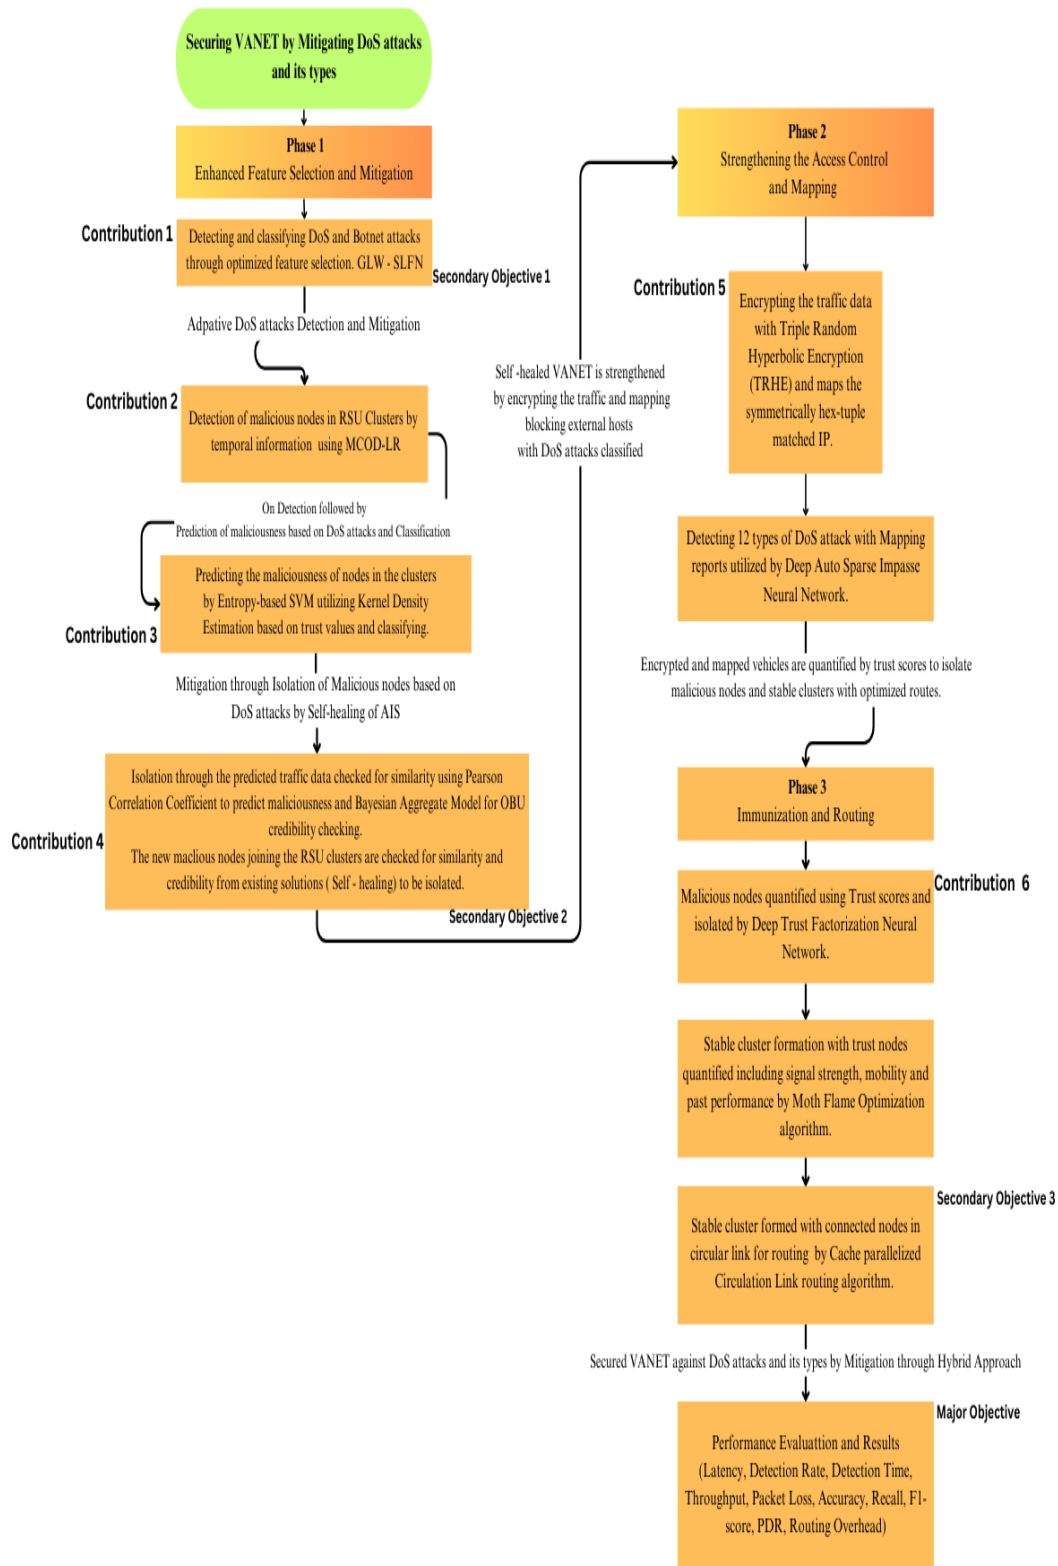 Securing VANET by Mitigating DoS attacks
and its types
Phase 1
Enhanced Feature Selection and Mitigation
Contribution 1
Detecting and classifying DoS and Botnet attacks
through optimized feature selection. GLW - SLFN
Secondary Objective 1
Adpative DoS attacks Detection and Mitigation
Contribution 2
Detection of malicious nodes in RSU Clusters by
temporal information using MCOD-LR
On Detection followed by
Prediction of maliciousness based on DoS attacks and Classification
Predicting the maliciousness of nodes in the clusters
by Entropy-based SVM utilizing Kernel Density
Estimation based on trust values and classifying.
Contribution 3
Mitigation through Isolation of Malicious nodes based on
DoS attacks by Self-healing of AIS
Isolation through the predicted traffic data checked for similarity using Pearson
Correlation Coefficient to predict maliciousness and Bayesian Aggregate Model for OBU
credibility checking.
The new maclious nodes joining the RSU clusters are checked for similarity and
credibility from existing solutions ( Self - healing) to be isolated.
Contribution 4
Secondary Objective 2
Self -healed VANET is strengthened
by encrypting the traffic and mapping
blocking external hosts
with DoS attacks classified
Phase 2
Strengthening the Access Control
and Mapping
Contribution 5
Encrypting the traffic data
with Triple Random
Hyperbolic Encryption
(TRHE) and maps the
symmetrically hex-tuple
matched IP.
Detecting 12 types of DoS attack with Mapping
reports utilized by Deep Auto Sparse Impasse
Neural Network.
Encrypted and mapped vehicles are quantified by trust scores to isolate
malicious nodes and stable clusters with optimized routes.
Phase 3
Immunization and Routing
Contribution 6
Malicious nodes quantified using Trust scores and
isolated by Deep Trust Factorization Neural
Network.
Stable cluster formation with trust nodes
quantified including signal strength, mobility and
past performance by Moth Flame Optimization
algorithm.
Secondary Objective 3
Stable cluster formed with connected nodes in
circular link for routing by Cache parallelized
Circulation Link routing algorithm.
Secured VANET against DoS attacks and its types by Mitigation through Hybrid Approach
Major Objective
Performance Evaluattion and Results
(Latency, Detection Rate, Detection Time,
Throughput, Packet Loss, Accuracy, Recall, F1-
score, PDR, Routing Overhead)